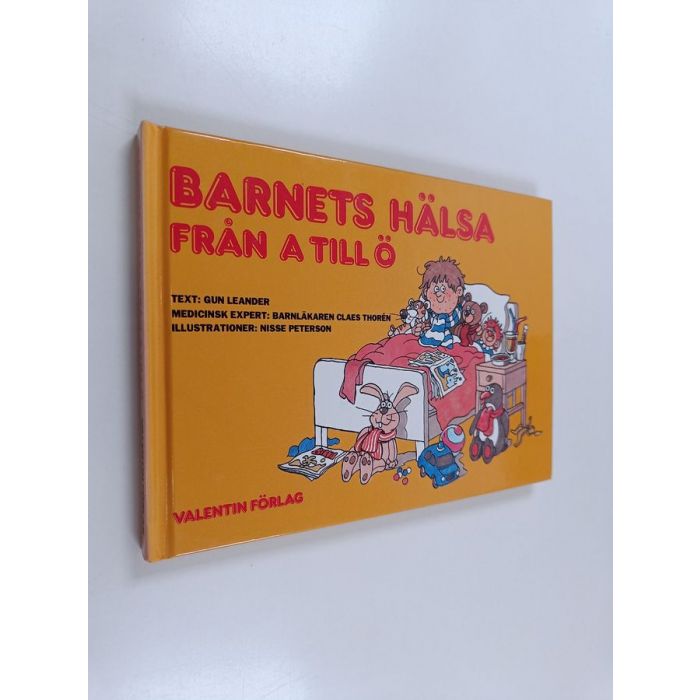 BARNETS HÄLSA
FRÅN A TILL Ö
TEXT: GUN LEANDER
MEDICINSK EXPERT: BARNLÄKAREN CLAES THORÉN
ILLUSTRATIONER: NISSE PETERSON
VALENTIN FÖRLAG